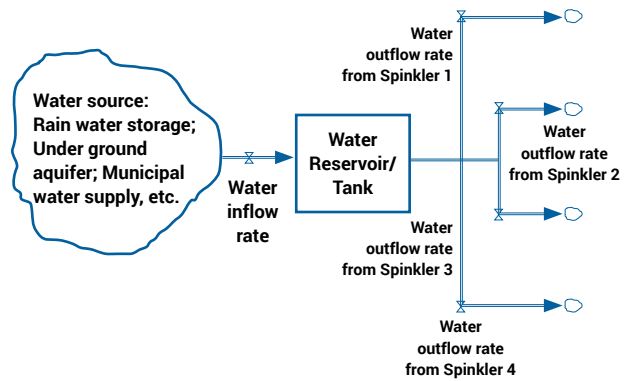 Water source:
Rain water storage;
Under ground
aquifer; Municipal
water supply, etc.
Water
inflow
rate
Water
Reservoir/
Tank
Water
outflow rate
from Spinkler 1
Water
outflow rate
from Spinkler 2
Water
outflow rate
from Spinkler 3
Water
outflow rate
from Spinkler 4